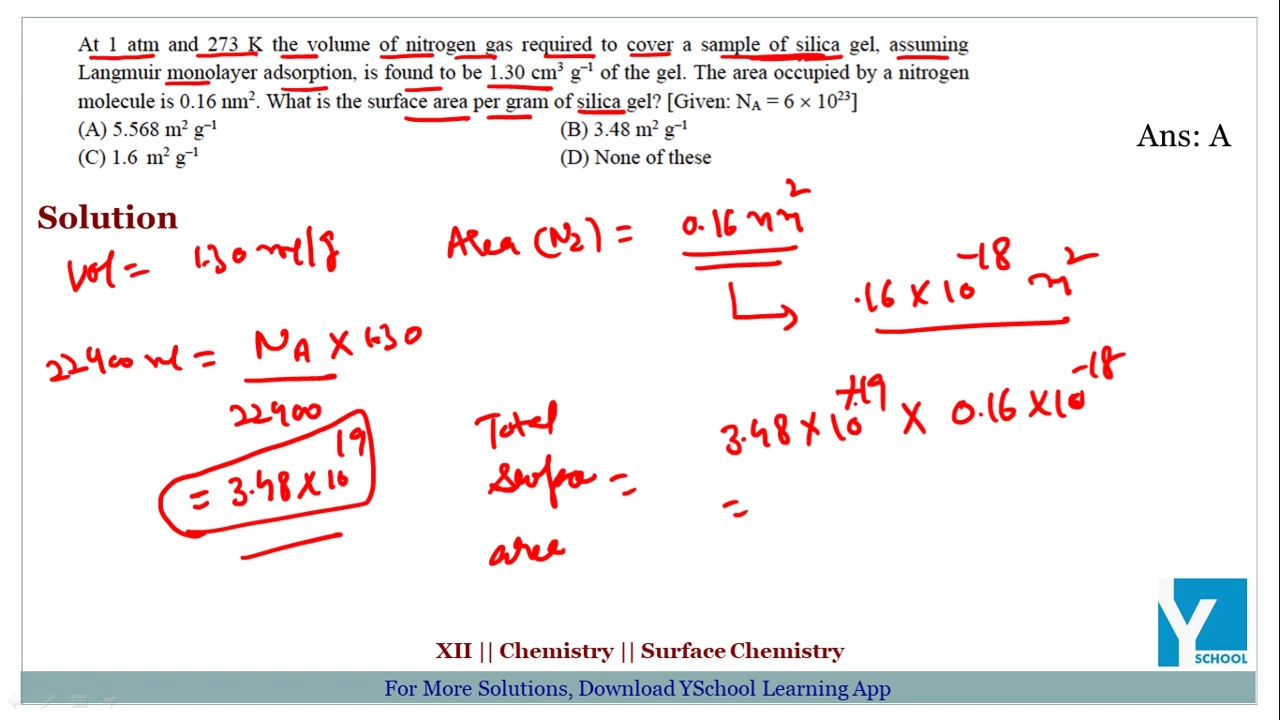 At 1 atm and 273 K the volume of nitrogen gas required to cover a sample of silica gel, assuming
Langmuir monolayer adsorption, is found to be 1.30 cm³ g⁻¹ of the gel. The area occupied by a nitrogen
molecule is 0.16 nm². What is the surface area per gram of silica gel? [Given: N_A = 6 × 10²³]
(A) 5.568 m² g⁻¹ (B) 3.48 m² g⁻¹
(C) 1.6 m² g⁻¹ (D) None of these
Ans: A
Solution
Vol = 1.30 ml/g
Area (N₂) = 0.16 nm²
.16 × 10⁻¹⁸ m²
22400 ml = N_A × 1.30
22400
= 3.48 × 10¹⁹
Total
Surface =
area
3.48 × 10⁺¹⁹ × 0.16 × 10⁻¹⁸
=
Y
SCHOOL
XII || Chemistry || Surface Chemistry
For More Solutions, Download YSchool Learning App